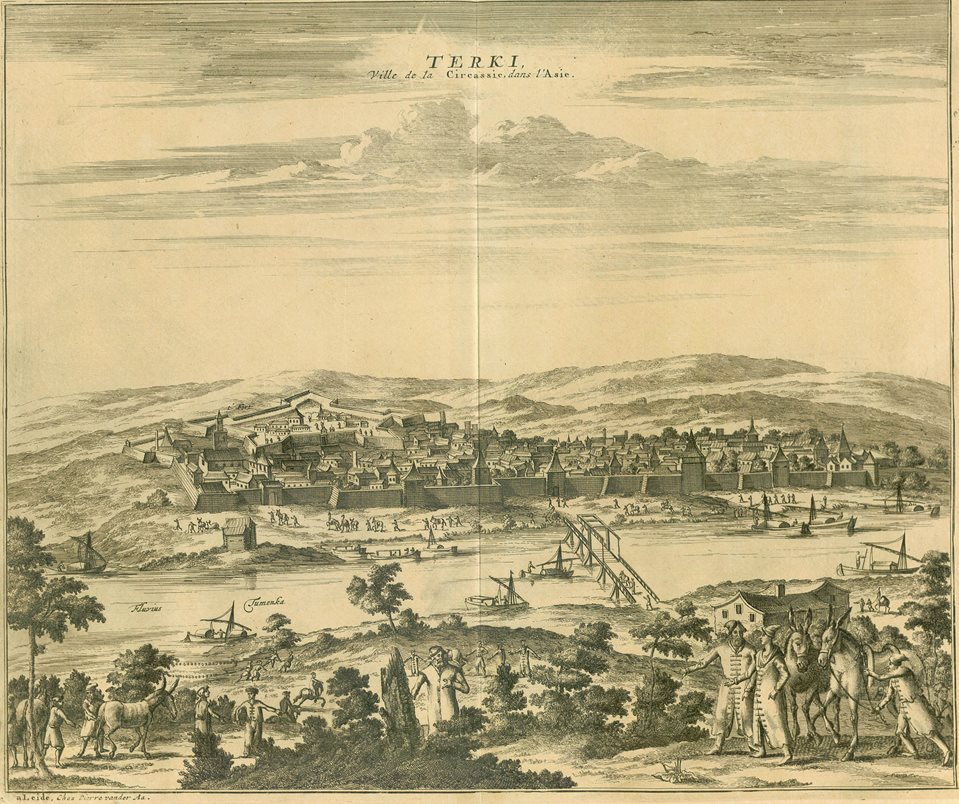 TERKI,
Ville de la Circassie, dans l'Asie.
Fluvius Tumenka
a Leide, Chez Pierre vander Aa.